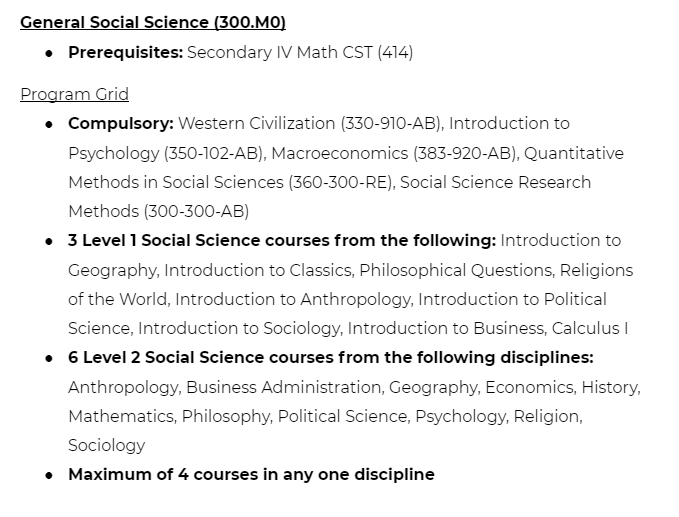 General Social Science (300.M0)
• Prerequisites: Secondary IV Math CST (414)
Program Grid
• Compulsory: Western Civilization (330-910-AB), Introduction to
Psychology (350-102-AB), Macroeconomics (383-920-AB), Quantitative
Methods in Social Sciences (360-300-RE), Social Science Research
Methods (300-300-AB)
• 3 Level 1 Social Science courses from the following: Introduction to
Geography, Introduction to Classics, Philosophical Questions, Religions
of the World, Introduction to Anthropology, Introduction to Political
Science, Introduction to Sociology, Introduction to Business, Calculus I
• 6 Level 2 Social Science courses from the following disciplines:
Anthropology, Business Administration, Geography, Economics, History,
Mathematics, Philosophy, Political Science, Psychology, Religion,
Sociology
• Maximum of 4 courses in any one discipline